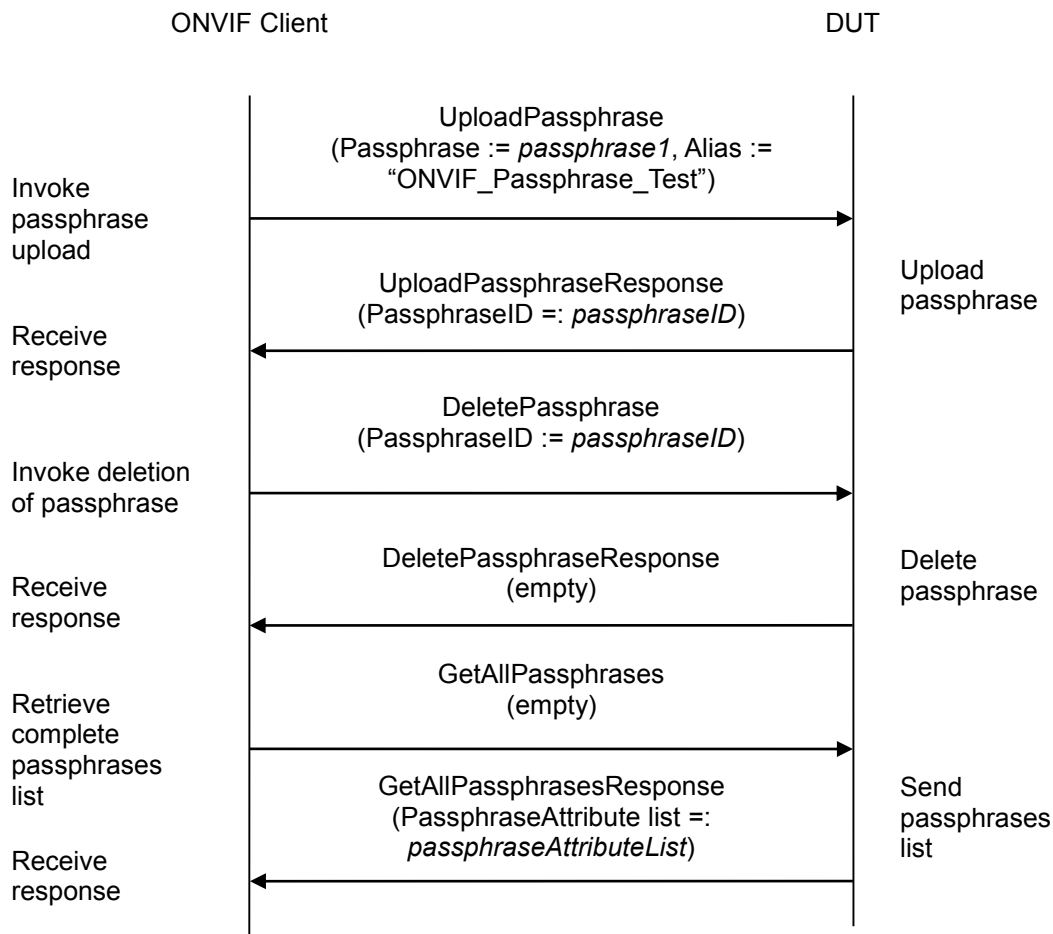 ONVIF Client
DUT
UploadPassphrase
(Passphrase := passphrase1, Alias :=
“ONVIF_Passphrase_Test”)
Invoke
passphrase
upload
Upload
passphrase
UploadPassphraseResponse
(PassphraseID =: passphraseID)
Receive
response
DeletePassphrase
(PassphraseID := passphraseID)
Invoke deletion
of passphrase
DeletePassphraseResponse
(empty)
Delete
passphrase
Receive
response
GetAllPassphrases
(empty)
Retrieve
complete
passphrases
list
GetAllPassphrasesResponse
(PassphraseAttribute list =:
passphraseAttributeList)
Send
passphrases
list
Receive
response